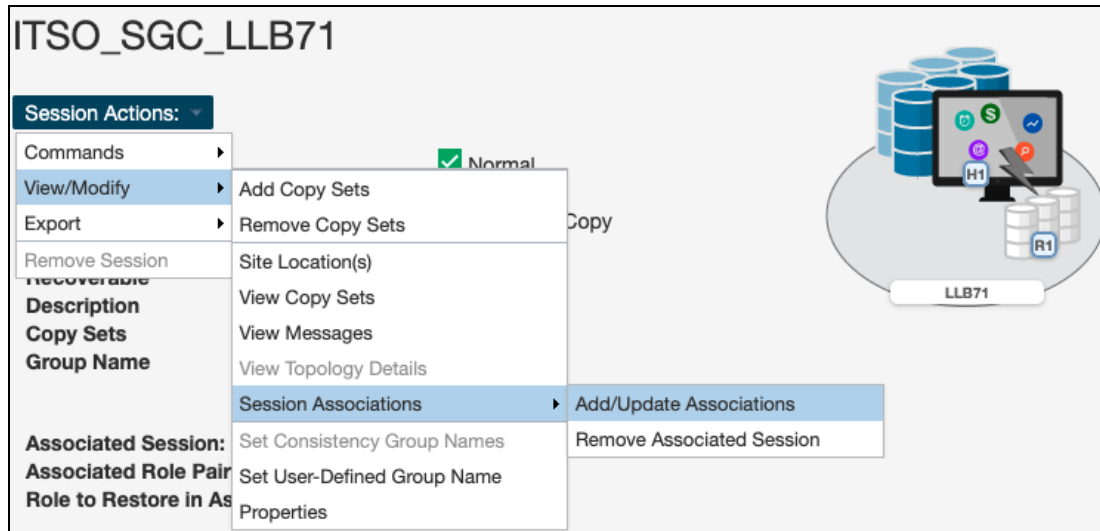 ITSO_SGC_LLB71
Session Actions:
Commands
Normal
View/Modify
Add Copy Sets
Export
Remove Copy Sets
Copy
Remove Session
Site Location(s)
Recoverable
Description
View Copy Sets
Copy Sets
View Messages
Group Name
View Topology Details
Session Associations
Add/Update Associations
Associated Session:
Set Consistency Group Names
Remove Associated Session
Associated Role Pair
Set User-Defined Group Name
Role to Restore in As
Properties
$
@
H1
R1
LLB71